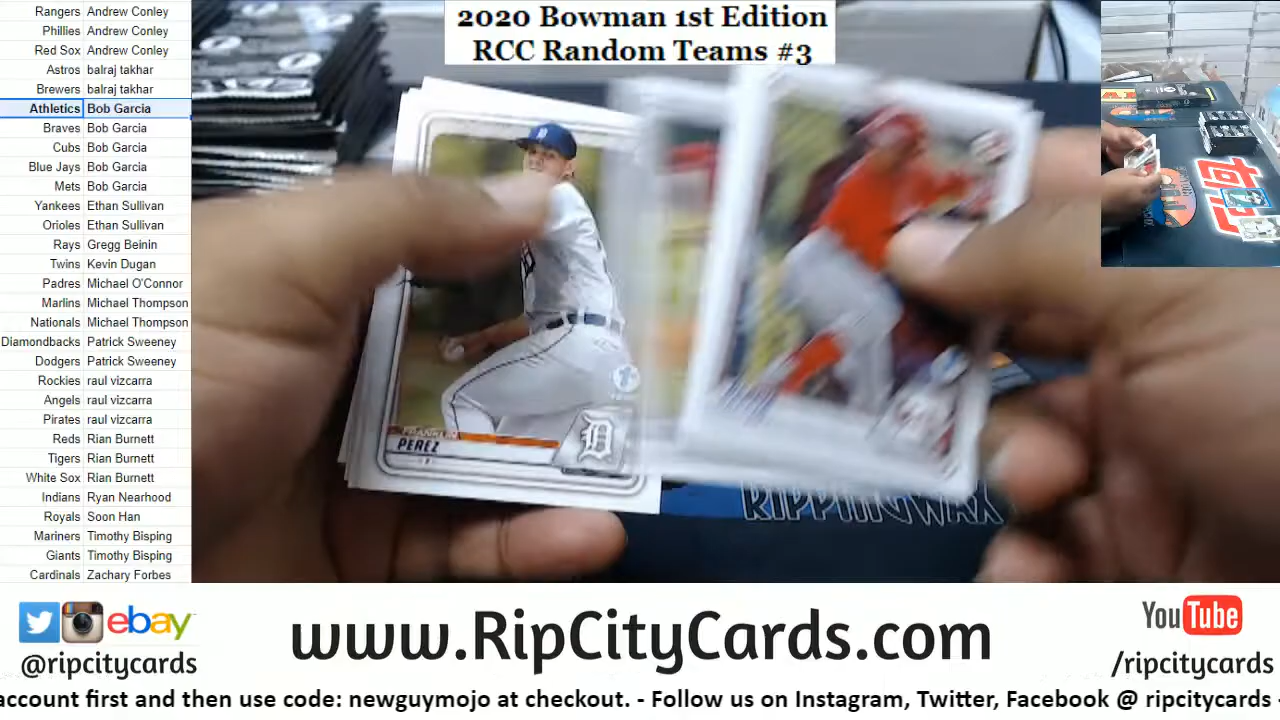 Rangers Andrew Conley
Phillies Andrew Conley
Red Sox Andrew Conley
Astros balraj takhar
Brewers balraj takhar
Athletics Bob Garcia
Braves Bob Garcia
Cubs Bob Garcia
Blue Jays Bob Garcia
Mets Bob Garcia
Yankees Ethan Sullivan
Orioles Ethan Sullivan
Rays Gregg Beinin
Twins Kevin Dugan
Padres Michael O'Connor
Marlins Michael Thompson
Nationals Michael Thompson
Diamondbacks Patrick Sweeney
Dodgers Patrick Sweeney
Rockies raul vizcarra
Angels raul vizcarra
Pirates raul vizcarra
Reds Rian Burnett
Tigers Rian Burnett
White Sox Rian Burnett
Indians Ryan Nearhood
Royals Soon Han
Mariners Timothy Bisping
Giants Timothy Bisping
Cardinals Zachary Forbes
2020 Bowman 1st Edition
RCC Random Teams #3
FRANKLIN
PEREZ
RIPPINGWAX
ebay
@ripcitycards
www.RipCityCards.com
YouTube
/ripcitycards
account first and then use code: newguymojo at checkout. - Follow us on Instagram, Twitter, Facebook @ ripcitycards